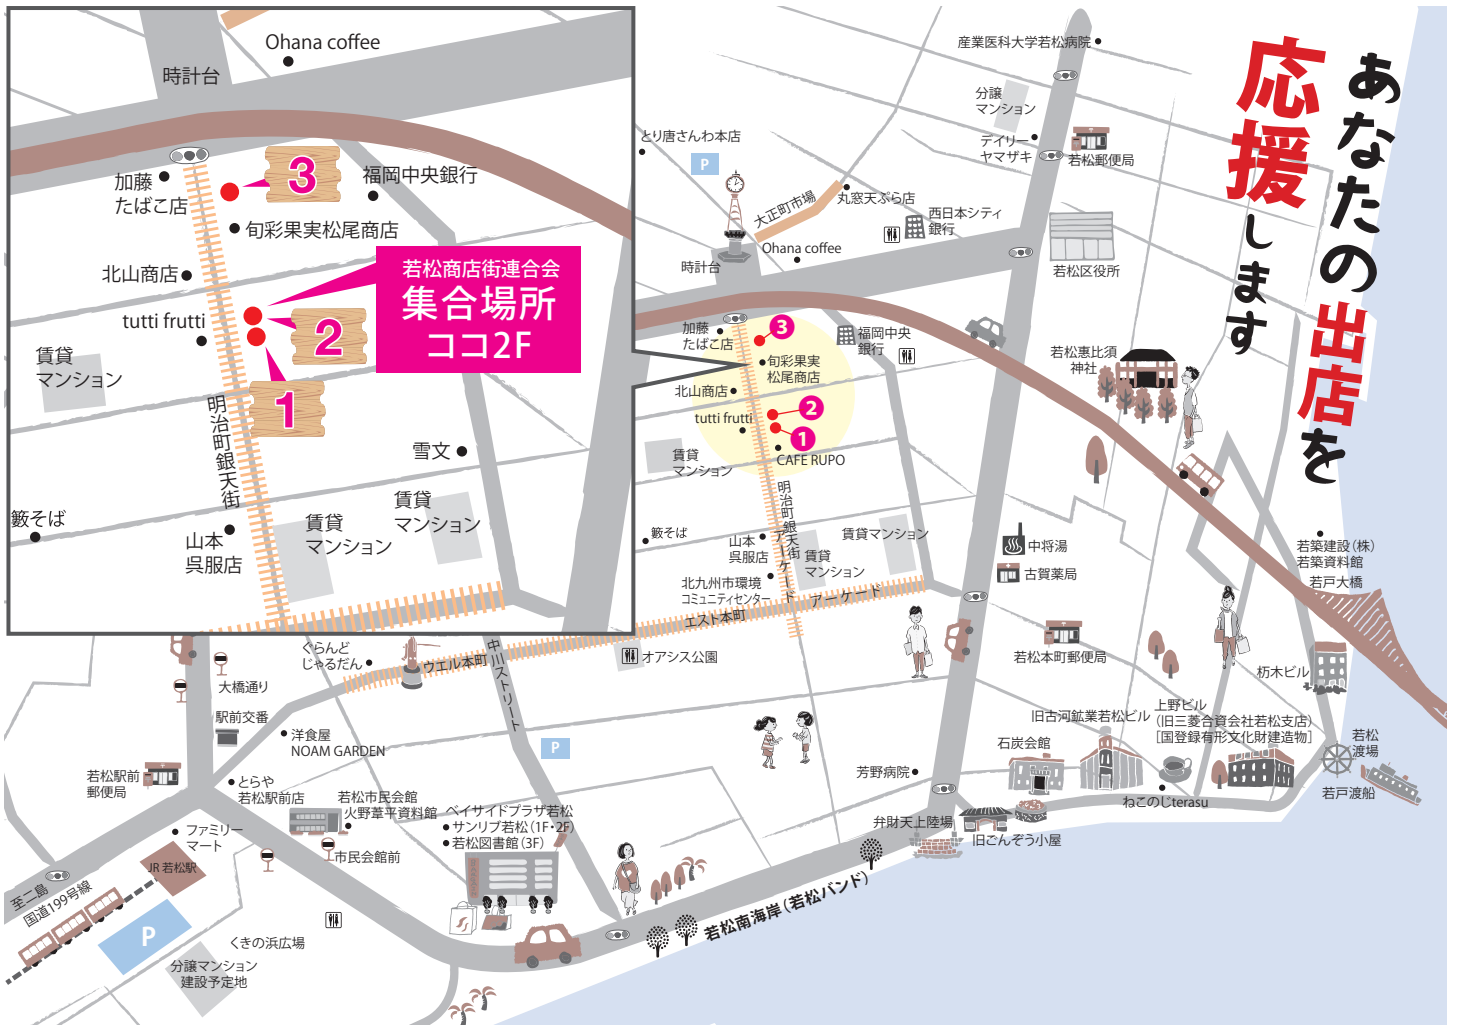 あなたの出店を
応援します
Ohana coffee
時計台
加藤
たばこ店
3
福岡中央銀行
旬彩果実松尾商店
北山商店
若松商店街連合会
集合場所
ココ2F
tutti frutti
2
賃貸
マンション
1
明治町銀天街
雪文
賃貸
マンション
籔そば
山本
呉服店
賃貸
マンション
産業医科大学若松病院
分譲
マンション
デイリー
ヤマザキ
若松郵便局
とり唐さんわ本店
P
大正町市場
丸窓天ぷら店
西日本シティ
銀行
Ohana coffee
時計台
若松区役所
加藤
たばこ店
3
福岡中央
銀行
旬彩果実
松尾商店
北山商店
2
tutti frutti
1
CAFE RUPO
賃貸
マンション
若松恵比須
神社
明治町銀天街アーケード
籔そば
山本
呉服店
賃貸
マンション
賃貸マンション
北九州市環境
コミュニティセンター
エスト本町
アーケード
中将湯
古賀薬局
若築建設(株)
若築資料館
若戸大橋
ぐらんど
じゃるだん
ウエル本町
中川ストリート
オアシス公園
若松本町郵便局
栃木ビル
大橋通り
駅前交番
洋食屋
NOAM GARDEN
P
旧古河鉱業若松ビル
上野ビル
(旧三菱合資会社若松支店)
[国登録有形文化財建造物]
石炭会館
若松
渡場
若戸渡船
若松駅前
郵便局
とらや
若松駅前店
若松市民会館
火野葦平資料館
ベイサイドプラザ若松
サンリブ若松(1F・2F)
若松図書館(3F)
芳野病院
ねこのじterasu
弁財天上陸場
旧ごんぞう小屋
ファミリー
マート
市民会館前
JR 若松駅
至二島
国道199号線
P
くきの浜広場
分譲マンション
建設予定地
若松南海岸(若松バンド)